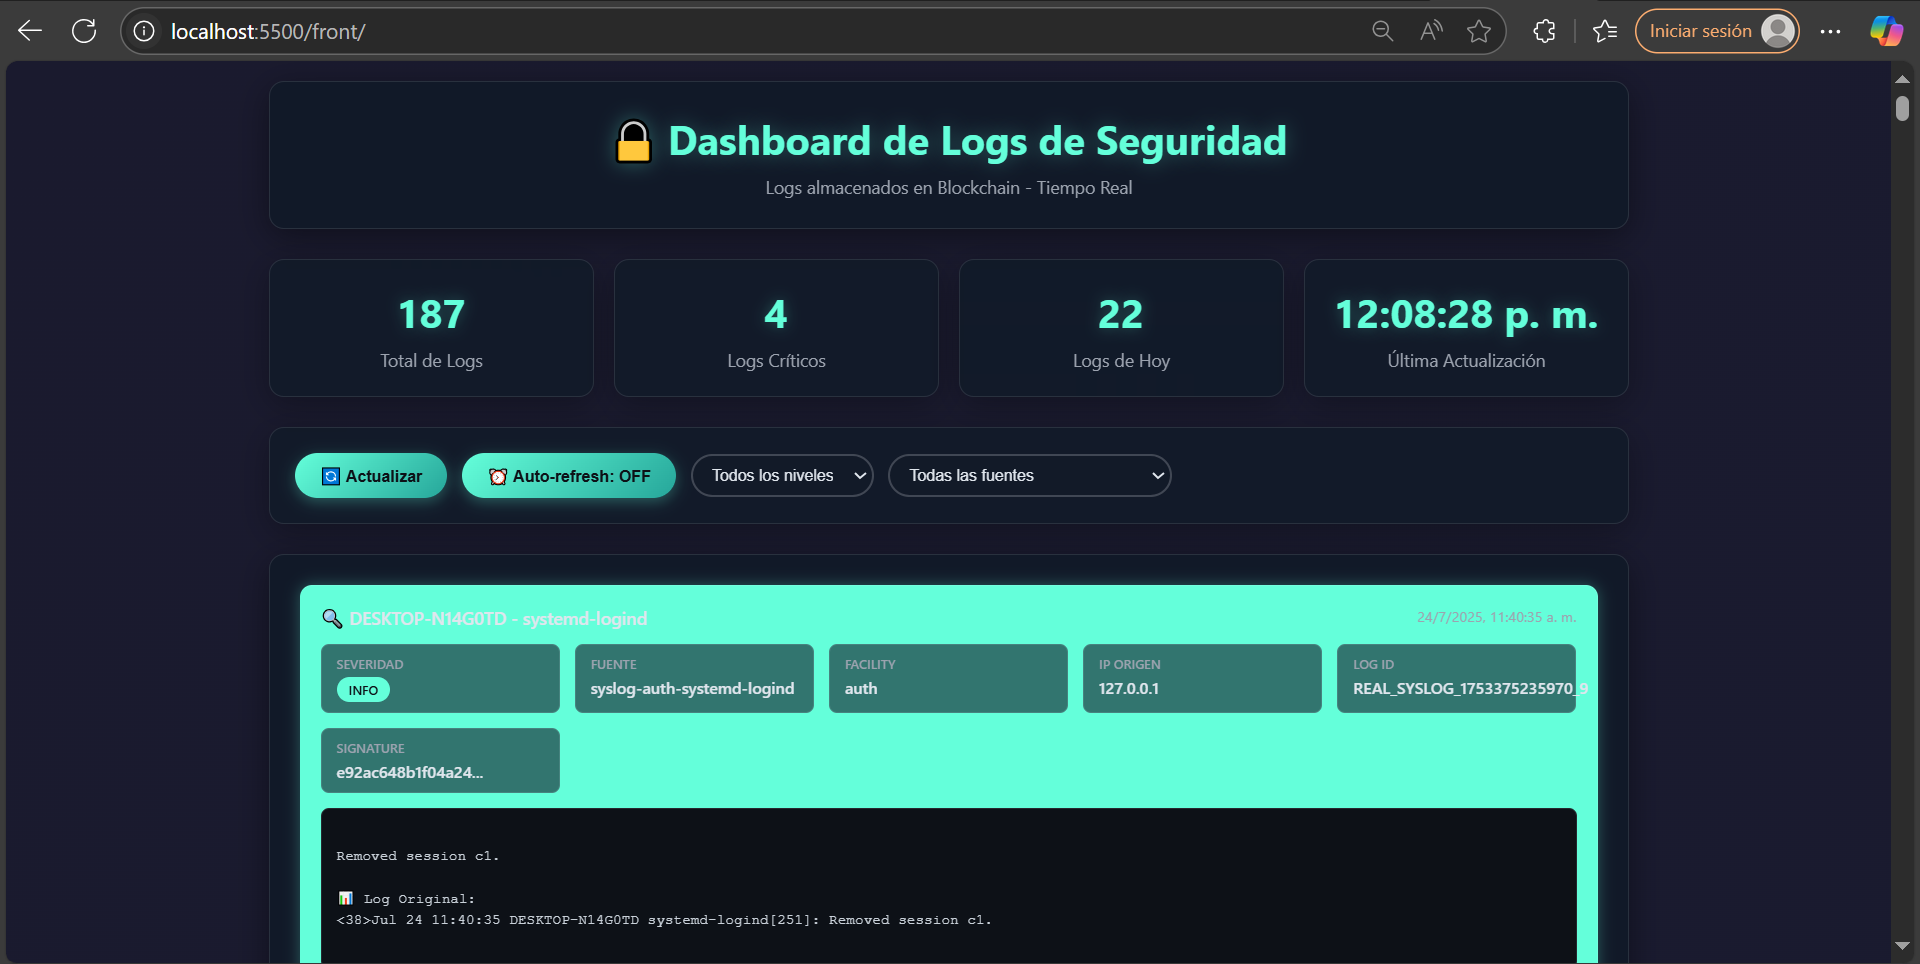 localhost:5500/front/
Iniciar sesión
Dashboard de Logs de Seguridad
Logs almacenados en Blockchain - Tiempo Real
187
Total de Logs
4
Logs Críticos
22
Logs de Hoy
12:08:28 p. m.
Última Actualización
Actualizar
Auto-refresh: OFF
Todos los niveles
Todas las fuentes
DESKTOP-N14G0TD - systemd-logind
24/7/2025, 11:40:35 a. m.
SEVERIDAD
INFO
FUENTE
syslog-auth-systemd-logind
FACILITY
auth
IP ORIGEN
127.0.0.1
LOG ID
REAL_SYSLOG_1753375235970_9
SIGNATURE
e92ac648b1f04a24...
Removed session c1.
Log Original:
<38>Jul 24 11:40:35 DESKTOP-N14G0TD systemd-logind[251]: Removed session c1.